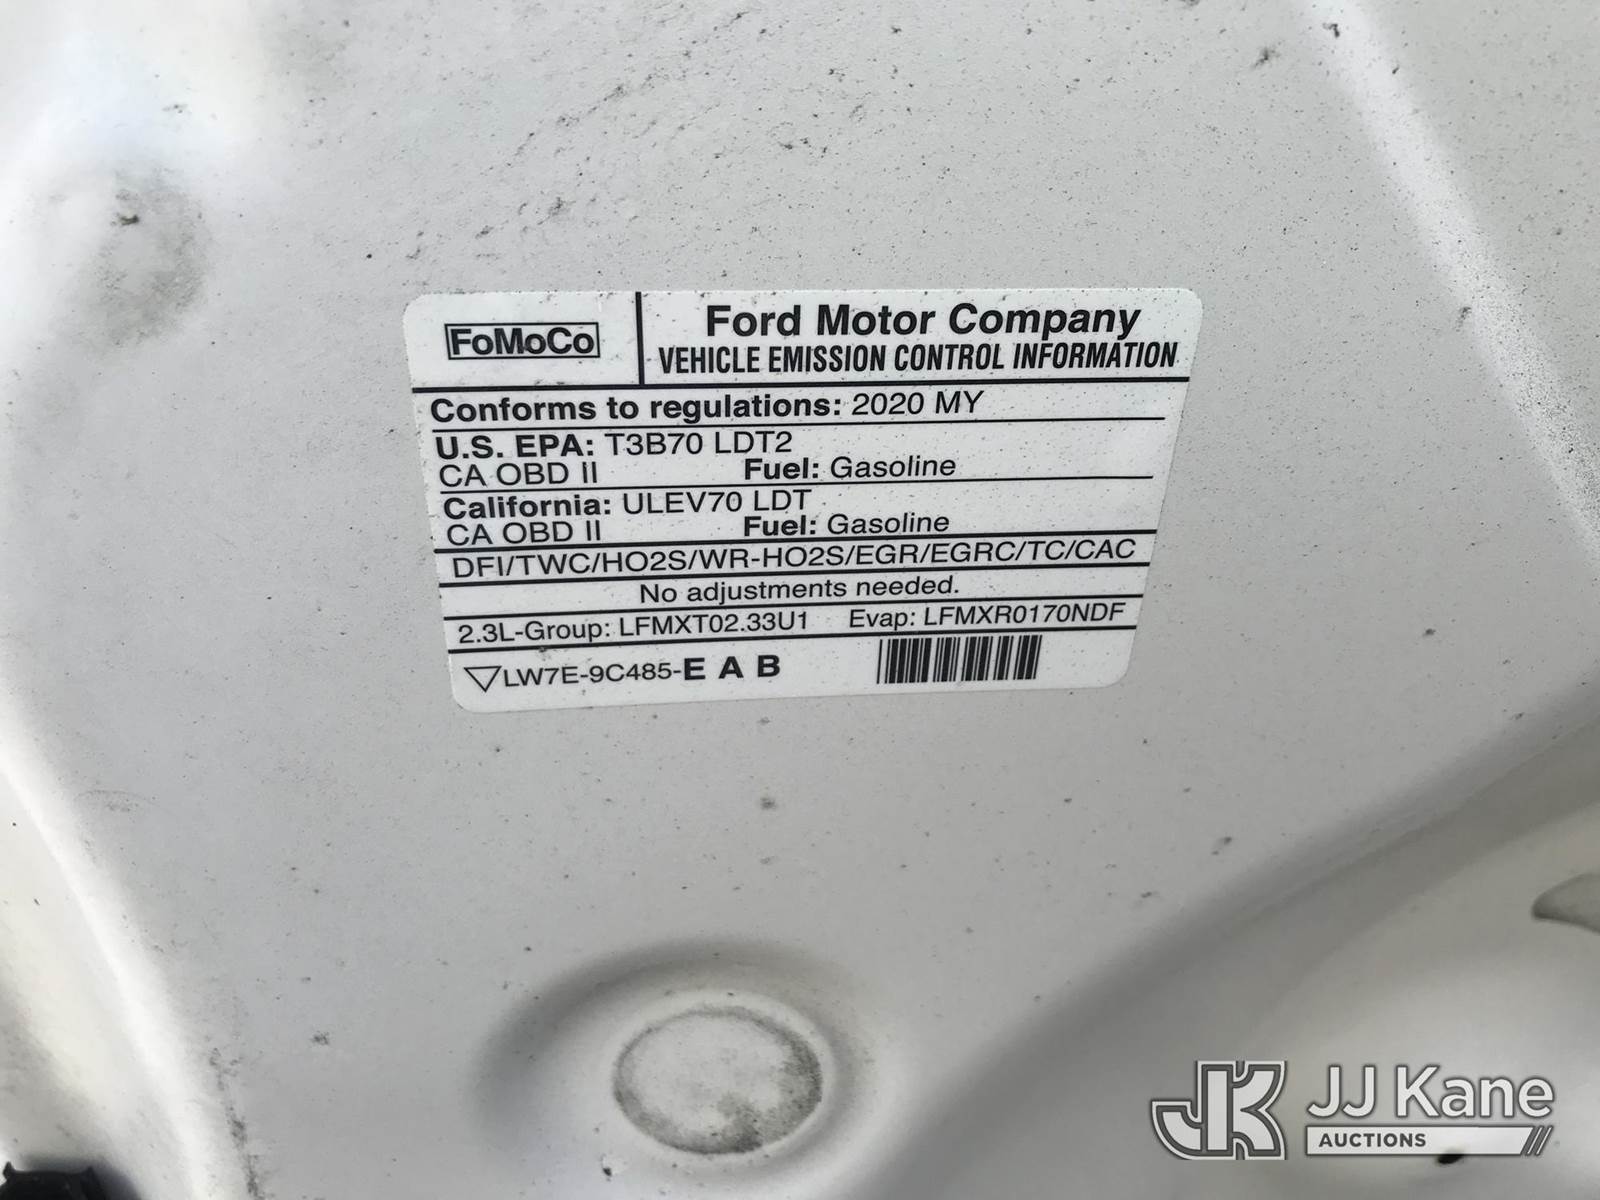 FoMoCo
Ford Motor Company
VEHICLE EMISSION CONTROL INFORMATION
Conforms to regulations: 2020 MY
U.S. EPA: T3B70 LDT2
CA OBD II Fuel: Gasoline
California: ULEV70 LDT
CA OBD II Fuel: Gasoline
DFI/TWC/HO2S/WR-HO2S/EGR/EGRC/TC/CAC
No adjustments needed.
2.3L-Group: LFMXT02.33U1 Evap: LFMXR0170NDF
LW7E-9C485-E A B
JK JJ Kane
AUCTIONS